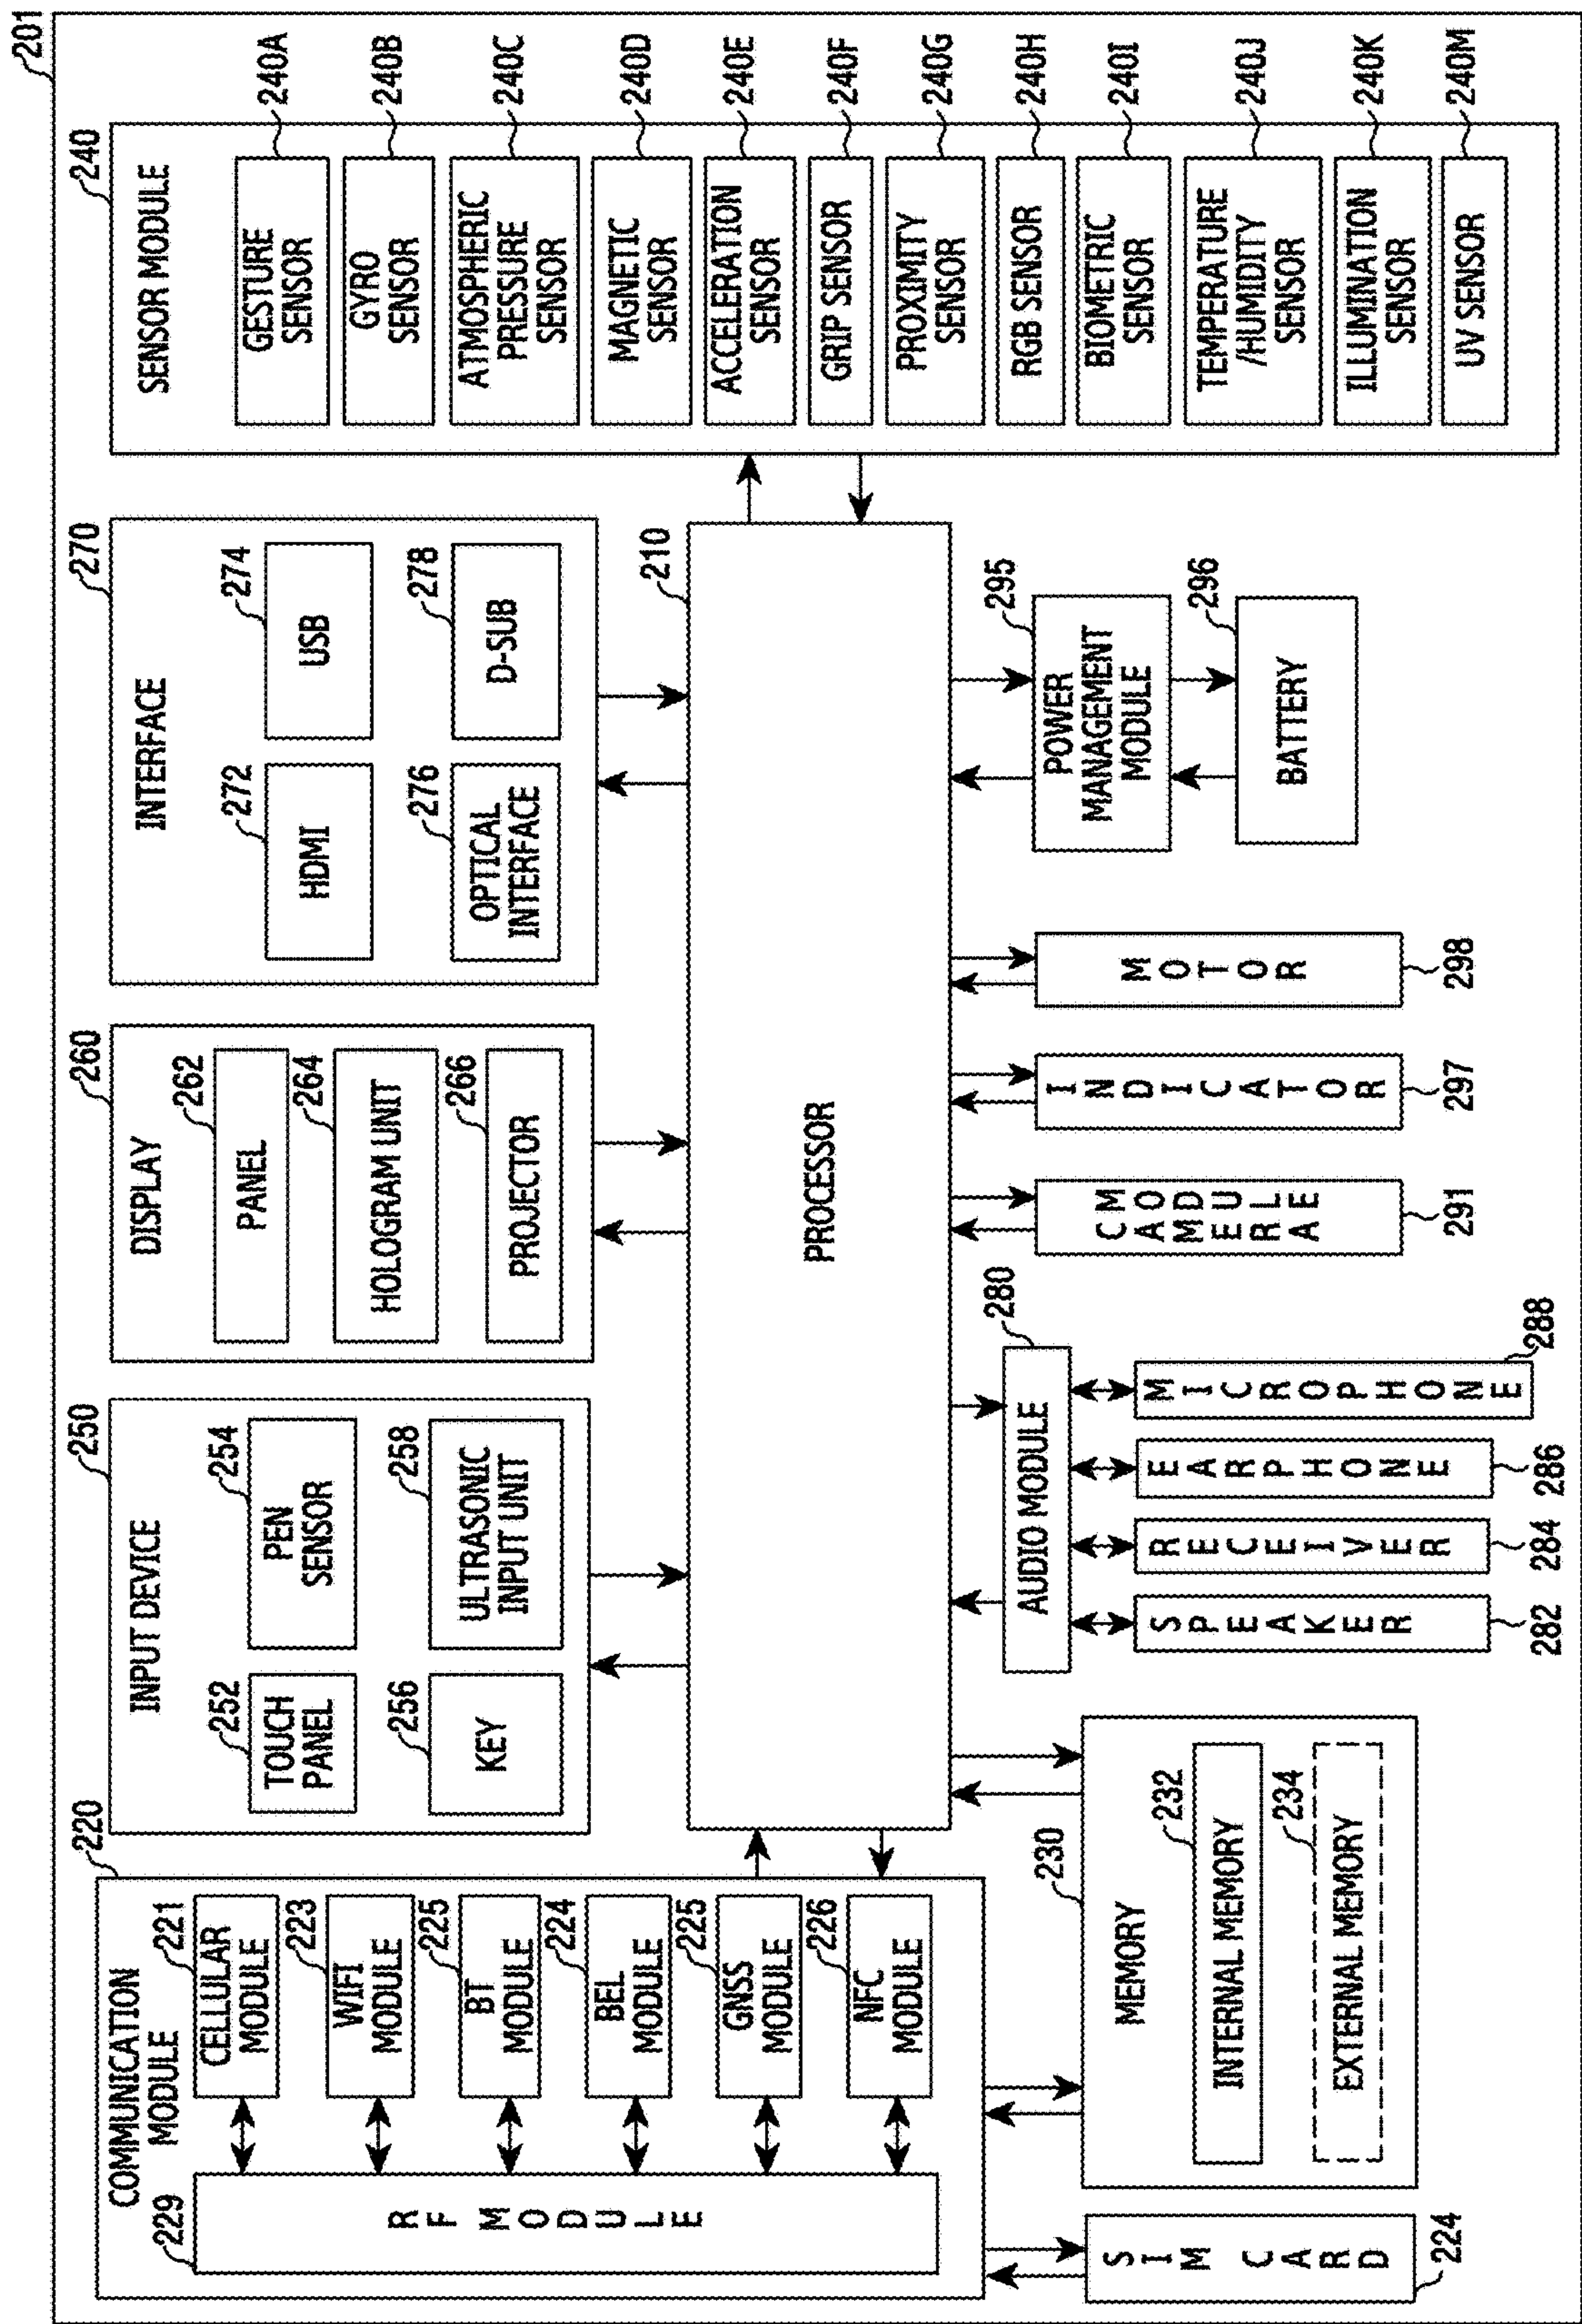 201
COMMUNICATION
MODULE
220
229
RF MODULE
CELLULAR
MODULE
221
WIFI
MODULE
223
BT
MODULE
225
BEL
MODULE
224
GNSS
MODULE
225
NFC
MODULE
226
INPUT DEVICE
250
TOUCH
PANEL
252
PEN
SENSOR
254
KEY
256
ULTRASONIC
INPUT UNIT
258
DISPLAY
260
PANEL
262
HOLOGRAM UNIT
264
PROJECTOR
266
INTERFACE
270
HDMI
272
USB
274
OPTICAL
INTERFACE
276
D-SUB
278
SENSOR MODULE
240
GESTURE
SENSOR
240A
GYRO
SENSOR
240B
ATMOSPHERIC
PRESSURE
SENSOR
240C
MAGNETIC
SENSOR
240D
ACCELERATION
SENSOR
240E
GRIP SENSOR
240F
PROXIMITY
SENSOR
240G
RGB SENSOR
240H
BIOMETRIC
SENSOR
240I
TEMPERATURE
/HUMIDITY
SENSOR
240J
ILLUMINATION
SENSOR
240K
UV SENSOR
240M
PROCESSOR
210
SIM CARD
224
MEMORY
230
INTERNAL MEMORY
232
EXTERNAL MEMORY
234
AUDIO MODULE
280
SPEAKER
282
RECEIVER
284
EARPHONE
286
MICROPHONE
288
CAMERA
MODULE
291
INDICATOR
297
MOTOR
298
POWER
MANAGEMENT
MODULE
295
BATTERY
296